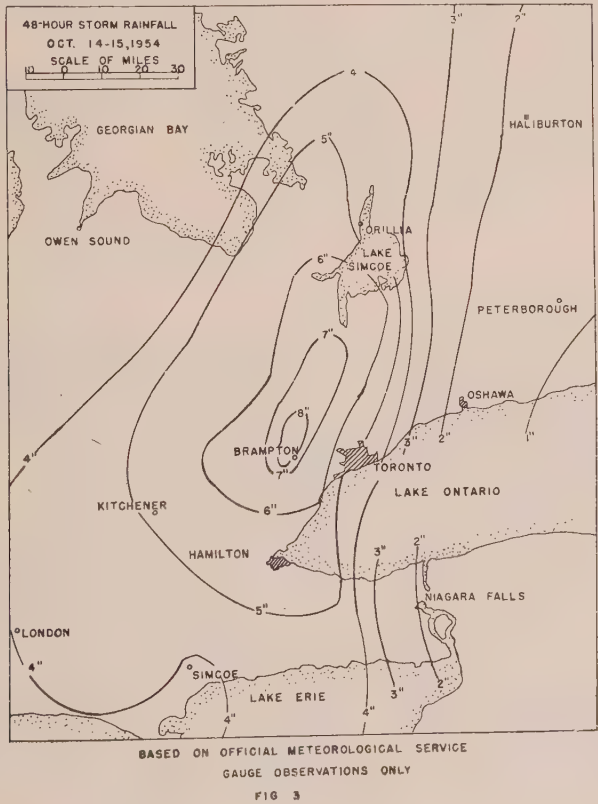 48-HOUR STORM RAINFALL
OCT. 14-15, 1954
SCALE OF MILES
10 0 10 20 30
3"
2"
4
GEORGIAN BAY
HALIBURTON
5"
ORILLIA
OWEN SOUND
LAKE
SIMCOE
6"
PETERBOROUGH
7"
OSHAWA
8"
BRAMPTON
3"
2"
1"
4"
7"
TORONTO
LAKE ONTARIO
KITCHENER
6"
HAMILTON
3"
2"
NIAGARA FALLS
5"
LONDON
4"
SIMCOE
LAKE ERIE
3"
2"
4"
4"
BASED ON OFFICIAL METEOROLOGICAL SERVICE
GAUGE OBSERVATIONS ONLY
FIG 3